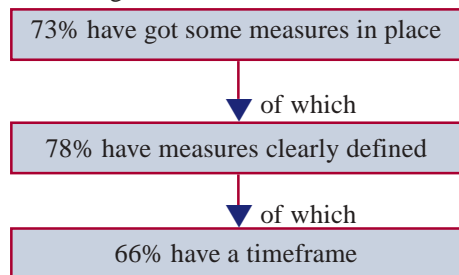 73% have got some measures in place
of which
78% have measures clearly defined
of which
66% have a timeframe